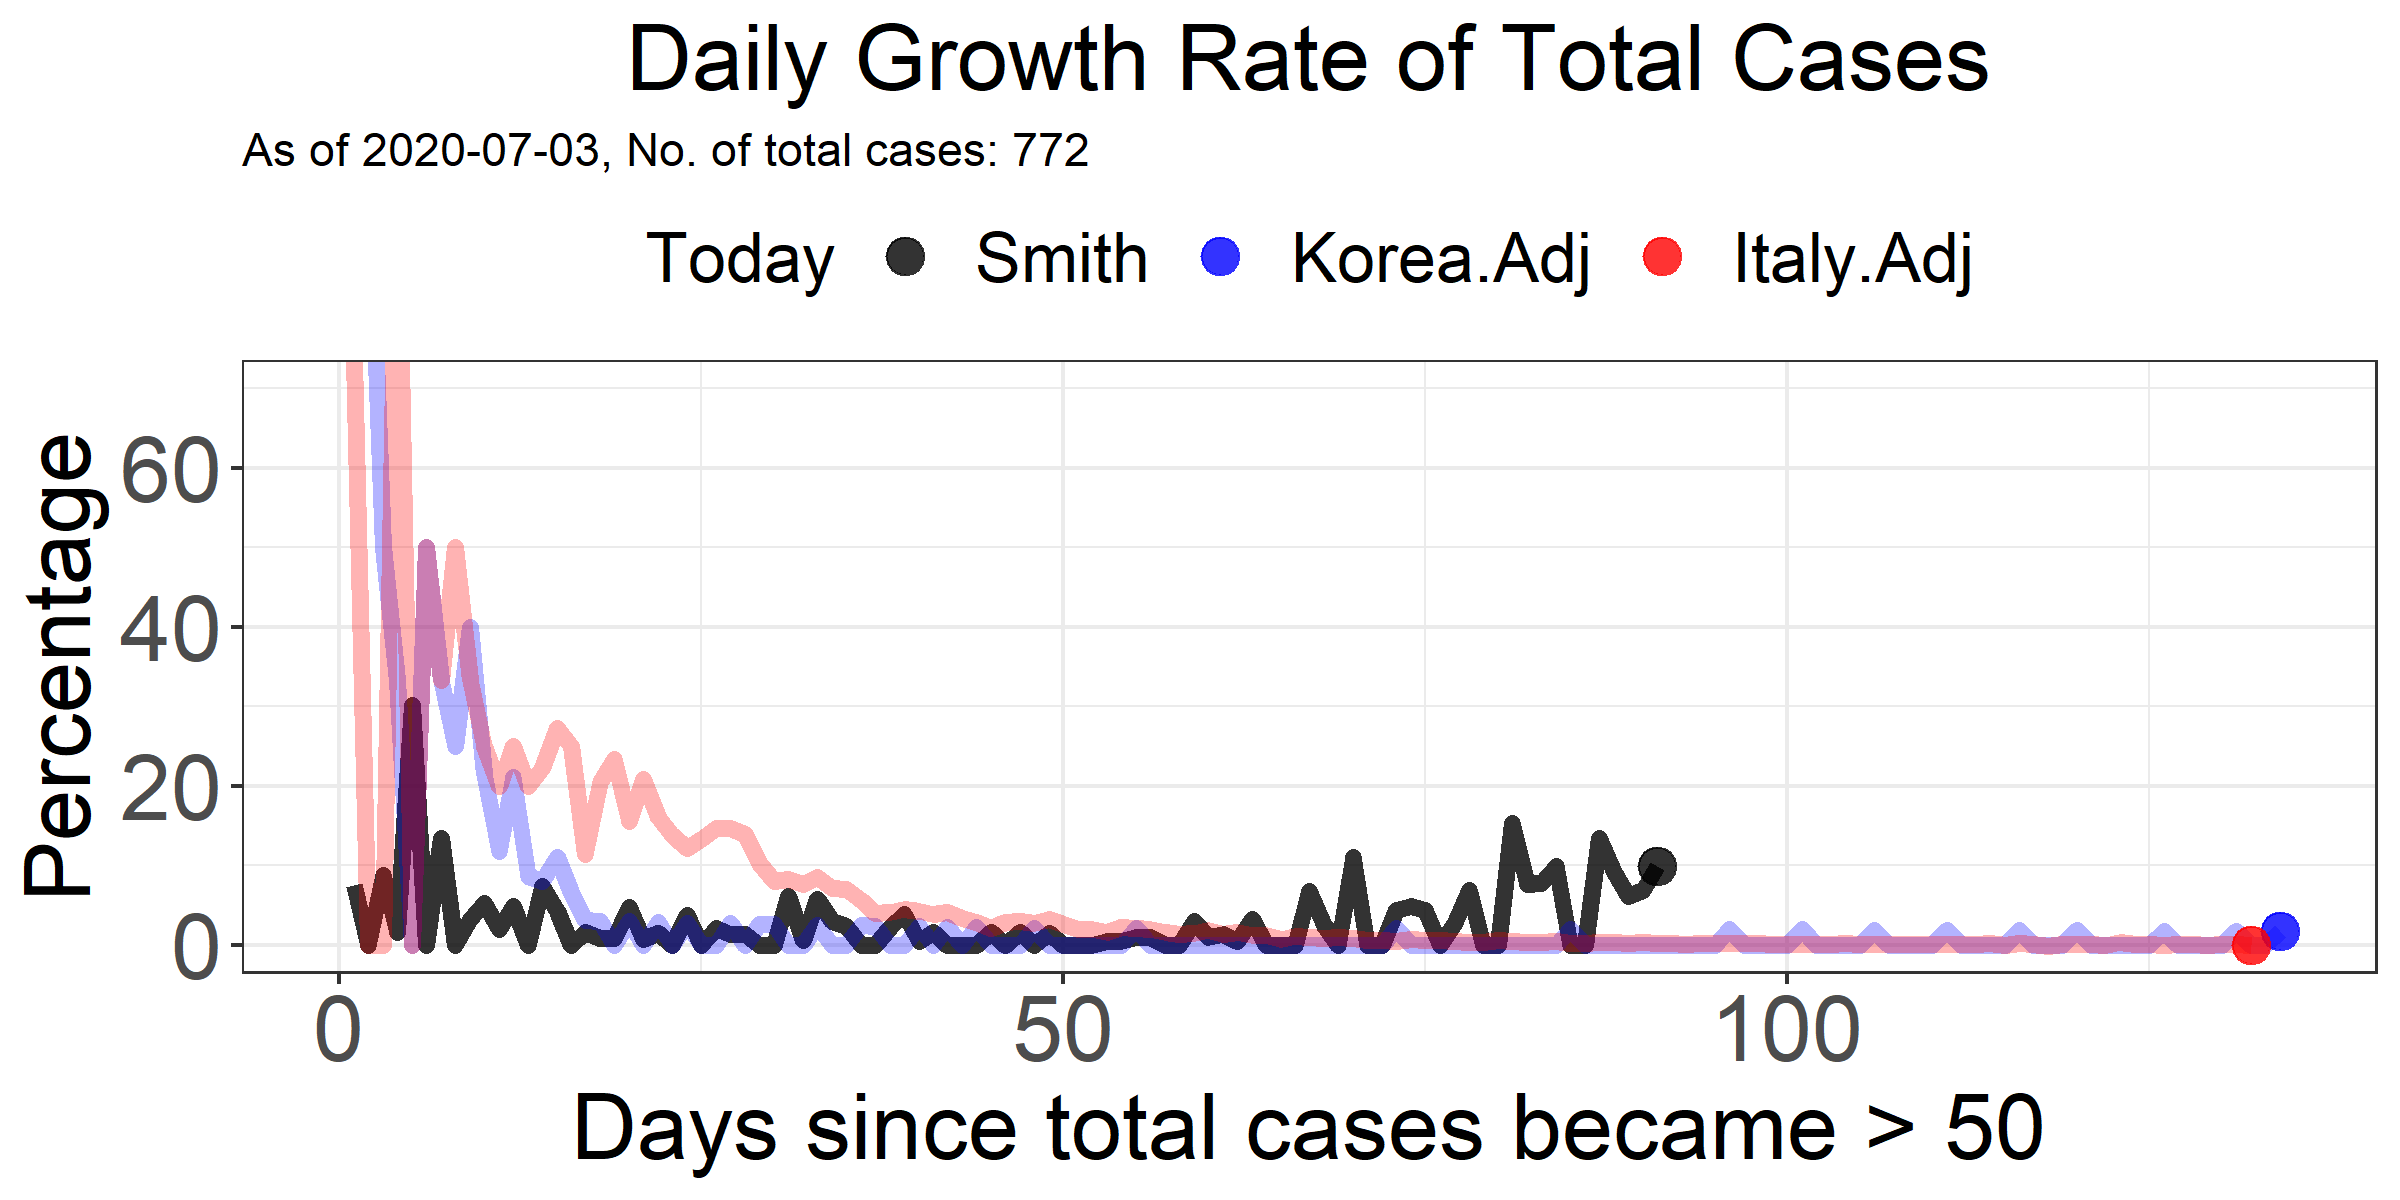 Daily Growth Rate of Total Cases
As of 2020-07-03, No. of total cases: 772
Today Smith Korea.Adj Italy.Adj
Percentage
60
40
20
0
0 50 100
Days since total cases became > 50